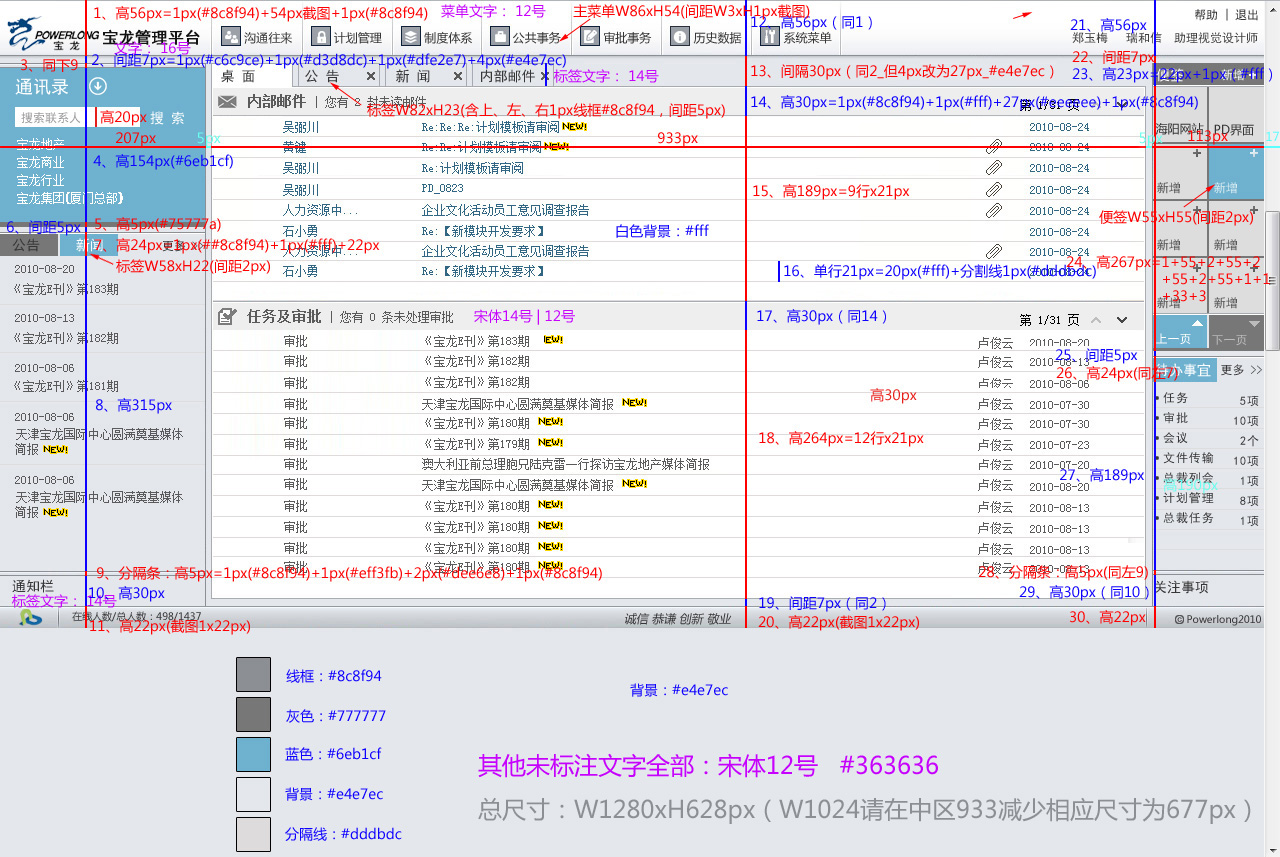 1、高56px=1px(#8c8f94)+54px截图+1px(#8c8f94)
菜单文字： 12号
主菜单W86xH54(间距W3xH1px截图)
12、高56px（同1）
21、高56px
帮助 | 退出
POWERLONG
宝 龙
宝龙管理平台
文字： 16号
沟通往来
计划管理
制度体系
公共事务
审批事务
历史数据
系统菜单
郑玉梅 瑞和信 助理视觉设计师
2、间距7px=1px(#c6c9ce)+1px(#d3d8dc)+1px(#dfe2e7)+4px(#e4e7ec)
3、同下9
22、间距7px
桌 面
公 告
新 闻
内部邮件
标签文字： 14号
13、间隔30px（同2_但4px改为27px_#e4e7ec）
23、高23px=22px+1px(#fff)
通讯录
内部邮件 | 您有 2 封未读邮件
标签W82xH23(含上、左、右1px线框#8c8f94，间距5px)
14、高30px=1px(#8c8f94)+1px(#fff)+27px(#eeeeee)+1px(#8c8f94)
第 1/31 页
搜索联系人
高20px
搜 索
207px
5px
933px
5px
113px
17
海阳网站
PD界面
宝龙地产
宝龙商业
宝龙行业
宝龙集团(厦门总部)
4、高154px(#6eb1cf)
吴弼川 Re:Re:Re:计划模板请审阅 NEW! 2010-08-24
黄键 Re:Re:计划模板请审阅 NEW! 2010-08-24
吴弼川 Re:计划模板请审阅 2010-08-24
吴弼川 PD_0823 2010-08-24
人力资源中... 企业文化活动员工意见调查报告 2010-08-24
石小勇 Re:【新模块开发要求】 2010-08-24
人力资源中... 企业文化活动员工意见调查报告 2010-08-24
石小勇 Re:【新模块开发要求】 2010-08-24
15、高189px=9行x21px
白色背景：#fff
16、单行21px=20px(#fff)+分割线1px(#dddbdc)
新增
新增
便签W55xH55(间距2px)
新增
新增
24、高267px=1+55+2+55+2
+55+2+55+1+1
+33+3
新增
新增
上一页
下一页
5、高5px(#75777a)
6、间距5px
公告
新闻
更多
7、高24px=1px(##8c8f94)+1px(#fff)+22px
标签W58xH22(间距2px)
2010-08-20
《宝龙E刊》第183期
2010-08-13
《宝龙E刊》第182期
2010-08-06
《宝龙E刊》第181期
8、高315px
2010-08-06
天津宝龙国际中心圆满奠基媒体
简报 NEW!
2010-08-06
天津宝龙国际中心圆满奠基媒体
简报 NEW!
任务及审批 | 您有 0 条未处理审批
宋体14号 | 12号
17、高30px（同14）
第 1/31 页
审批 《宝龙E刊》第183期 NEW! 卢俊云 2010-08-20
审批 《宝龙E刊》第182期 卢俊云 2010-08-13
审批 《宝龙E刊》第182期 卢俊云 2010-08-06
审批 天津宝龙国际中心圆满奠基媒体简报 NEW! 卢俊云 2010-07-30
审批 《宝龙E刊》第180期 NEW! 卢俊云 2010-07-30
审批 《宝龙E刊》第179期 NEW! 卢俊云 2010-07-23
审批 澳大利亚前总理胞兄陆克雷一行探访宝龙地产媒体简报 卢俊云 2010-07-20
审批 天津宝龙国际中心圆满奠基媒体简报 NEW! 卢俊云 2010-08-20
审批 《宝龙E刊》第180期 NEW! 卢俊云 2010-08-13
审批 《宝龙E刊》第180期 NEW! 卢俊云 2010-08-13
审批 《宝龙E刊》第180期 NEW! 卢俊云 2010-08-13
审批 《宝龙E刊》第180期 NEW! 卢俊云 2010-08-13
高30px
18、高264px=12行x21px
25、间距5px
26、高24px(同左7)
待办事宜
更多
任务 5项
审批 10项
会议 2个
文件传输 10项
总裁列会 1项
计划管理 8项
总裁任务 1项
27、高189px
高190px
9、分隔条：高5px=1px(#8c8f94)+1px(#eff3fb)+2px(#dee6e8)+1px(#8c8f94)
28、分隔条：高5px(同左9)
通知栏
10、高30px
标签文字： 14号
29、高30px（同10）
关注事项
在线人数/总人数：498/1437
11、高22px(截图1x22px)
诚信 恭谦 创新 敬业
19、间距7px（同2）
20、高22px(截图1x22px)
30、高22px
© Powerlong2010
线框：#8c8f94
灰色：#777777
蓝色：#6eb1cf
背景：#e4e7ec
分隔线：#dddbdc
背景：#e4e7ec
其他未标注文字全部：宋体12号 #363636
总尺寸：W1280xH628px（W1024请在中区933减少相应尺寸为677px）